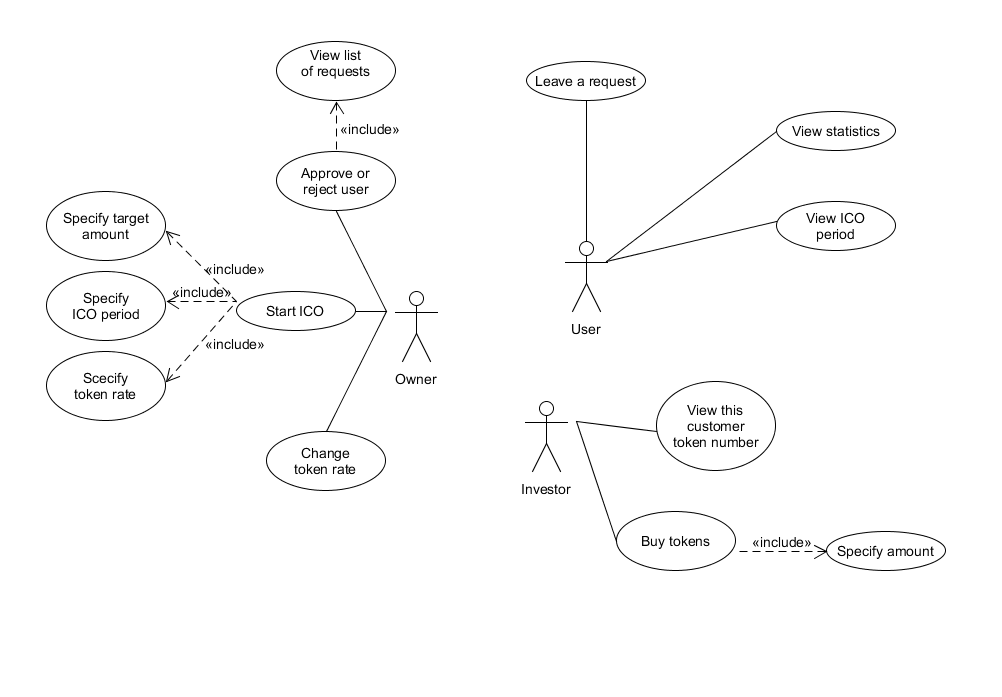 View list
of requests
«include»
Approve or
reject user
Specify target
amount
«include»
Specify
ICO period
«include»
Start ICO
«include»
Scecify
token rate
Owner
Change
token rate
Leave a request
View statistics
View ICO
period
User
View this
customer
token number
Investor
Buy tokens
«include»
Specify amount